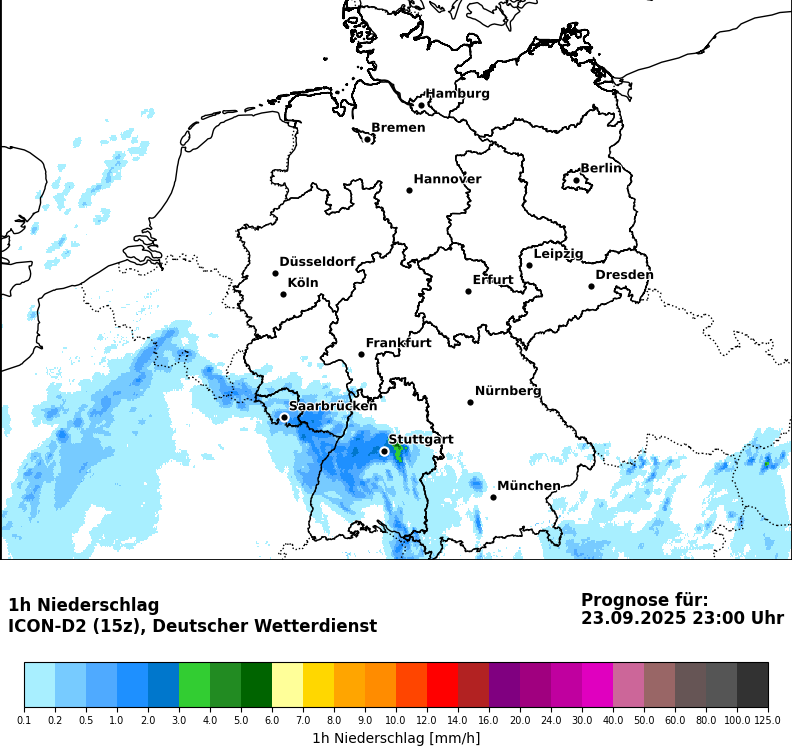 Hamburg
Bremen
Berlin
Hannover
Düsseldorf
Leipzig
Köln
Erfurt
Dresden
Frankfurt
Nürnberg
Saarbrücken
Stuttgart
München
1h Niederschlag
ICON-D2 (15z), Deutscher Wetterdienst
Prognose für:
23.09.2025 23:00 Uhr
0.1 0.2 0.5 1.0 2.0 3.0 4.0 5.0 6.0 7.0 8.0 9.0 10.0 12.0 14.0 16.0 20.0 24.0 30.0 40.0 50.0 60.0 80.0 100.0 125.0
1h Niederschlag [mm/h]